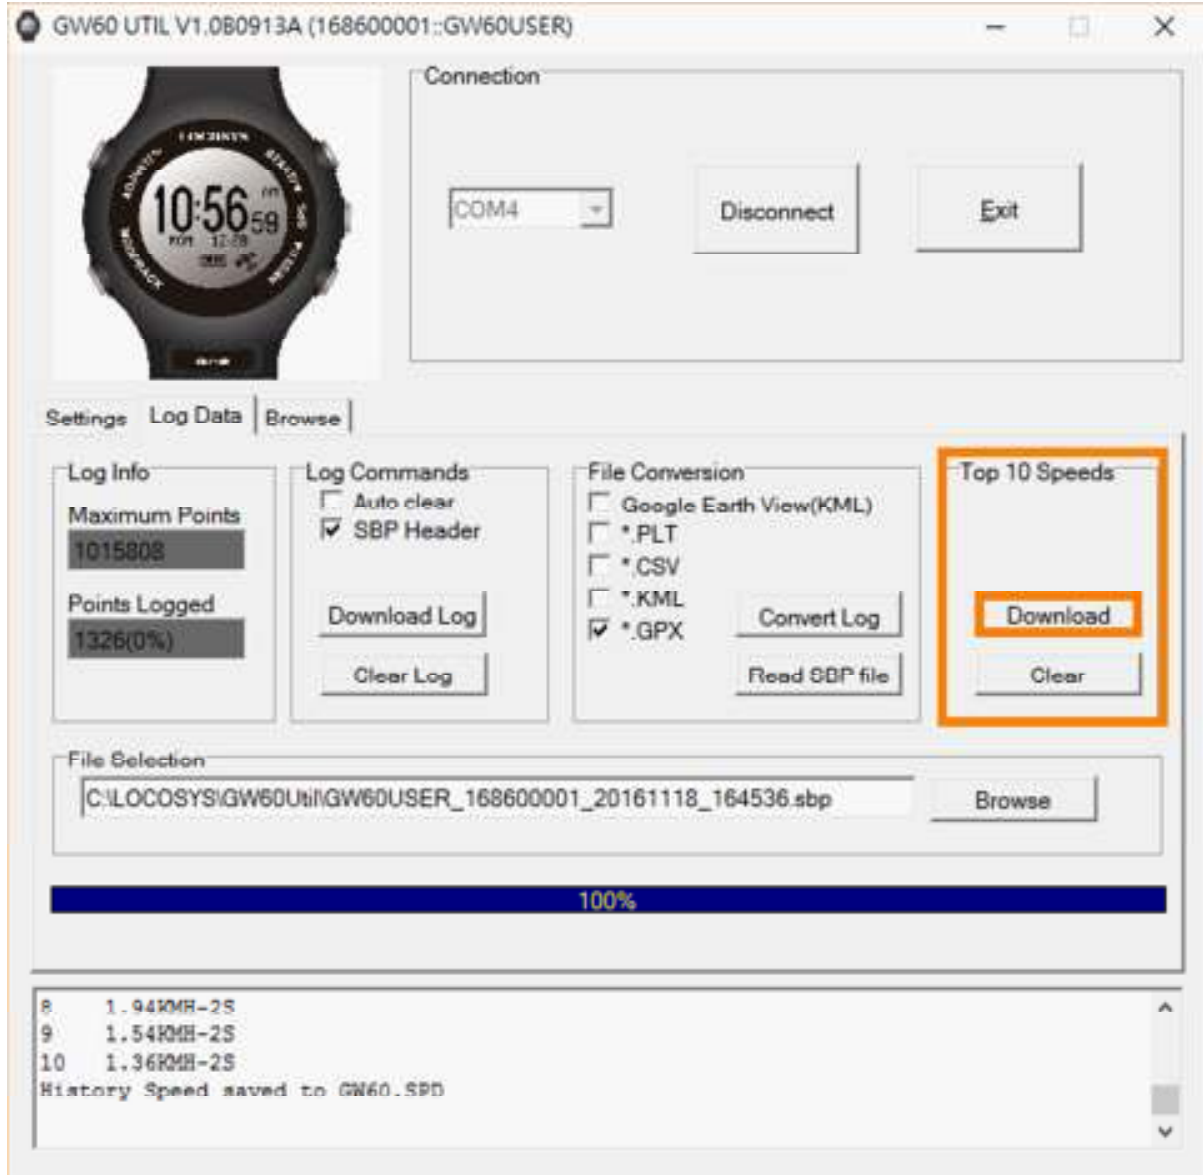 GW60 UTIL V1.0B0913A (168600001::GW60USER)
Connection
LOCOSYS
10:56 59
12-28
COM4
Disconnect
Exit
Settings
Log Data
Browse
Log Info
Maximum Points
1015808
Points Logged
1326(0%)
Log Commands
Auto clear
SBP Header
Download Log
Clear Log
File Conversion
Google Earth View(KML)
*.PLT
*.CSV
*.KML
*.GPX
Convert Log
Read SBP file
Top 10 Speeds
Download
Clear
File Selection
C:\LOCOSYS\GW60Util\GW60USER_168600001_20161118_164536.sbp
Browse
100%
8 1.94KMH-2S
9 1.54KMH-2S
10 1.36KMH-2S
History Speed saved to GW60.SPD